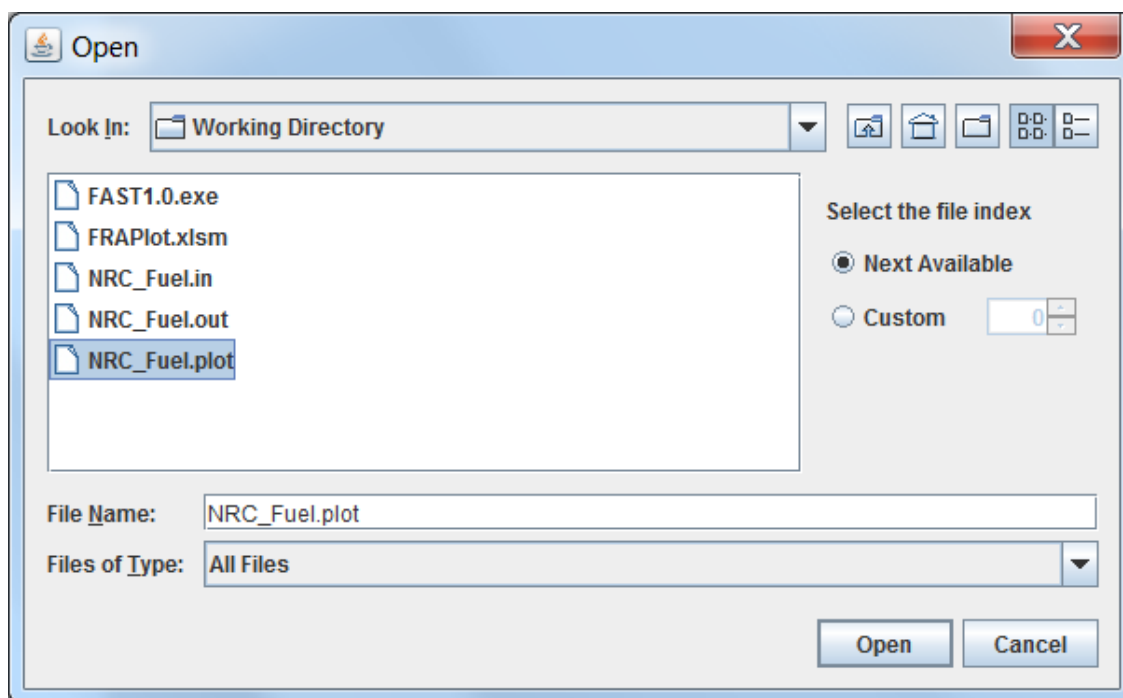 Open
Look In: Working Directory
FAST1.0.exe
FRAPlot.xlsm
NRC_Fuel.in
NRC_Fuel.out
NRC_Fuel.plot
Select the file index
Next Available
Custom 0
File Name: NRC_Fuel.plot
Files of Type: All Files
Open Cancel